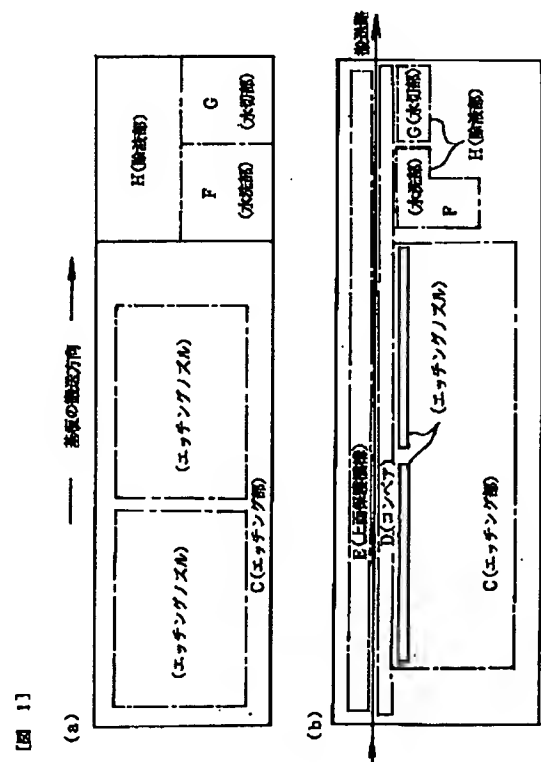 [図 1]
(a)
基板の搬送方向
(エッチングノズル)
(エッチングノズル)
C(エッチング部)
H(除液部)
F
(水洗部)
G
(水切部)
(b)
搬送路
E(上面保護機構)
D(コンベア)
(エッチングノズル)
C(エッチング部)
(水洗部)
F
G(水切部)
H(除液部)